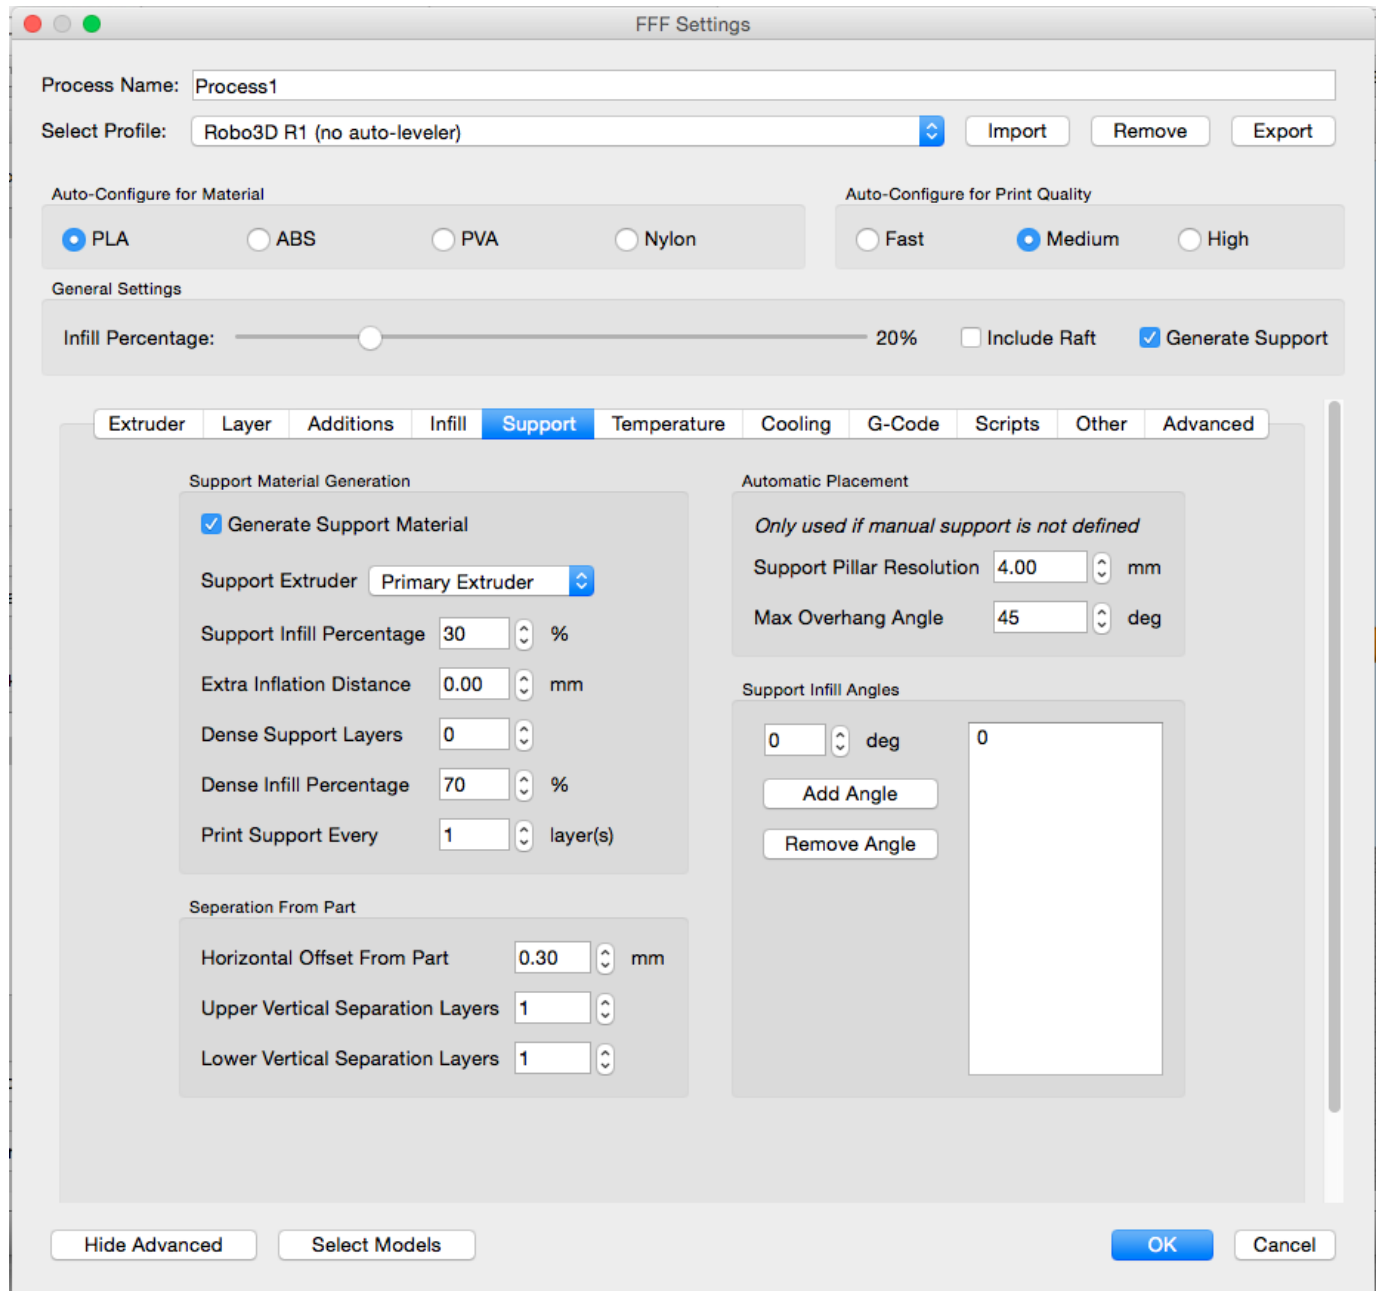 FFF Settings
Process Name: Process1
Select Profile: Robo3D R1 (no auto-leveler) Import Remove Export
Auto-Configure for Material
PLA ABS PVA Nylon
Auto-Configure for Print Quality
Fast Medium High
General Settings
Infill Percentage: 20% Include Raft Generate Support
Extruder Layer Additions Infill Support Temperature Cooling G-Code Scripts Other Advanced
Support Material Generation
Generate Support Material
Support Extruder Primary Extruder
Support Infill Percentage 30 %
Extra Inflation Distance 0.00 mm
Dense Support Layers 0
Dense Infill Percentage 70 %
Print Support Every 1 layer(s)
Seperation From Part
Horizontal Offset From Part 0.30 mm
Upper Vertical Separation Layers 1
Lower Vertical Separation Layers 1
Automatic Placement
Only used if manual support is not defined
Support Pillar Resolution 4.00 mm
Max Overhang Angle 45 deg
Support Infill Angles
0 deg 0
Add Angle
Remove Angle
Hide Advanced Select Models OK Cancel